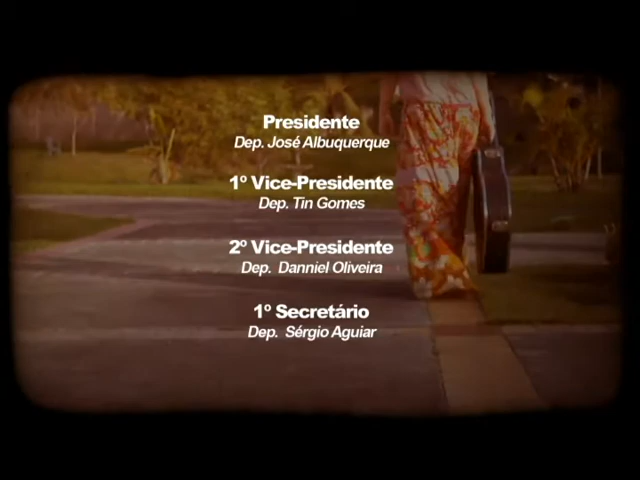 Presidente
Dep. José Albuquerque
1º Vice-Presidente
Dep. Tin Gomes
2º Vice-Presidente
Dep. Danniel Oliveira
1º Secretário
Dep. Sérgio Aguiar